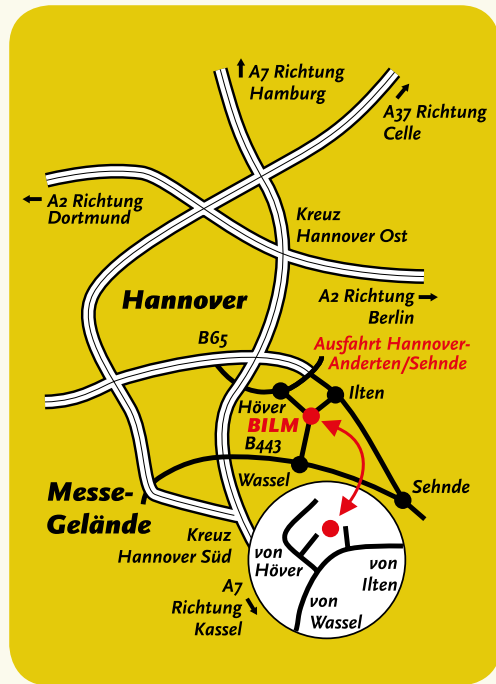 A7 Richtung
Hamburg
A37 Richtung
Celle
A2 Richtung
Dortmund
Kreuz
Hannover Ost
Hannover
A2 Richtung
Berlin
B65
Ausfahrt Hannover-
Anderten/Sehnde
Höver
Ilten
BILM
B443
Wassel
Sehnde
Messe-
Gelände
Kreuz
Hannover Süd
von
Höver
von
Ilten
von
Wassel
A7
Richtung
Kassel